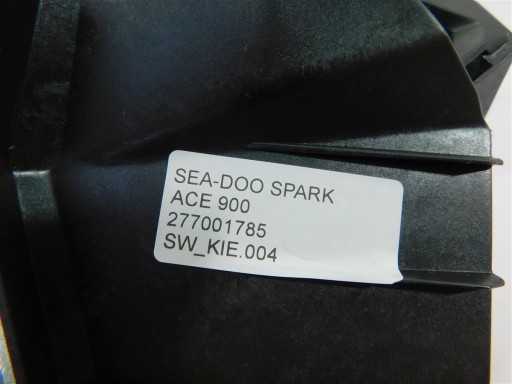 SEA-DOO SPARK
ACE 900
277001785
SW_KIE.004